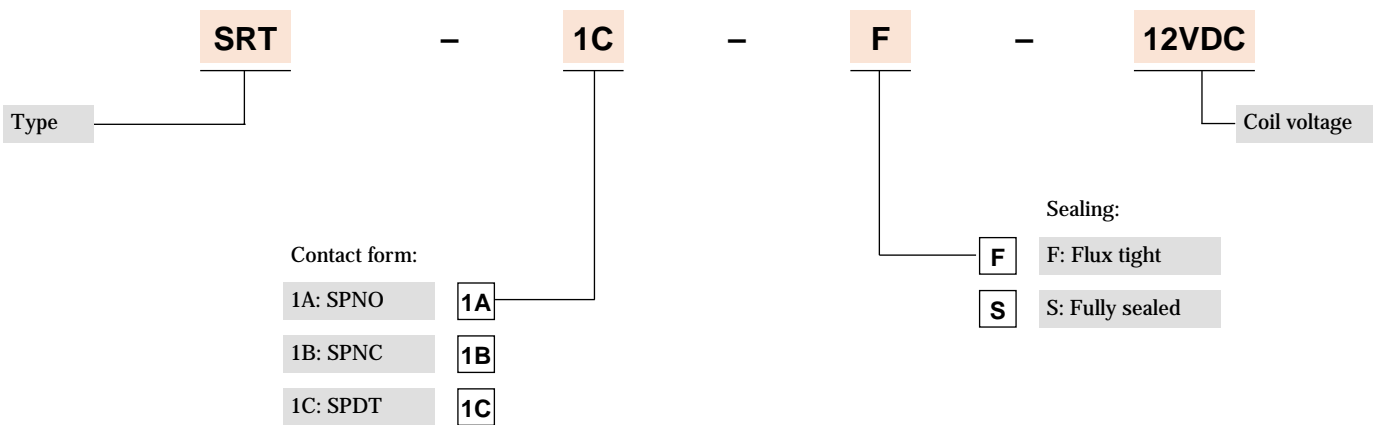 SRT – 1C – F – 12VDC
Type
Coil voltage
Sealing:
F F: Flux tight
S S: Fully sealed
Contact form:
1A: SPNO 1A
1B: SPNC 1B
1C: SPDT 1C